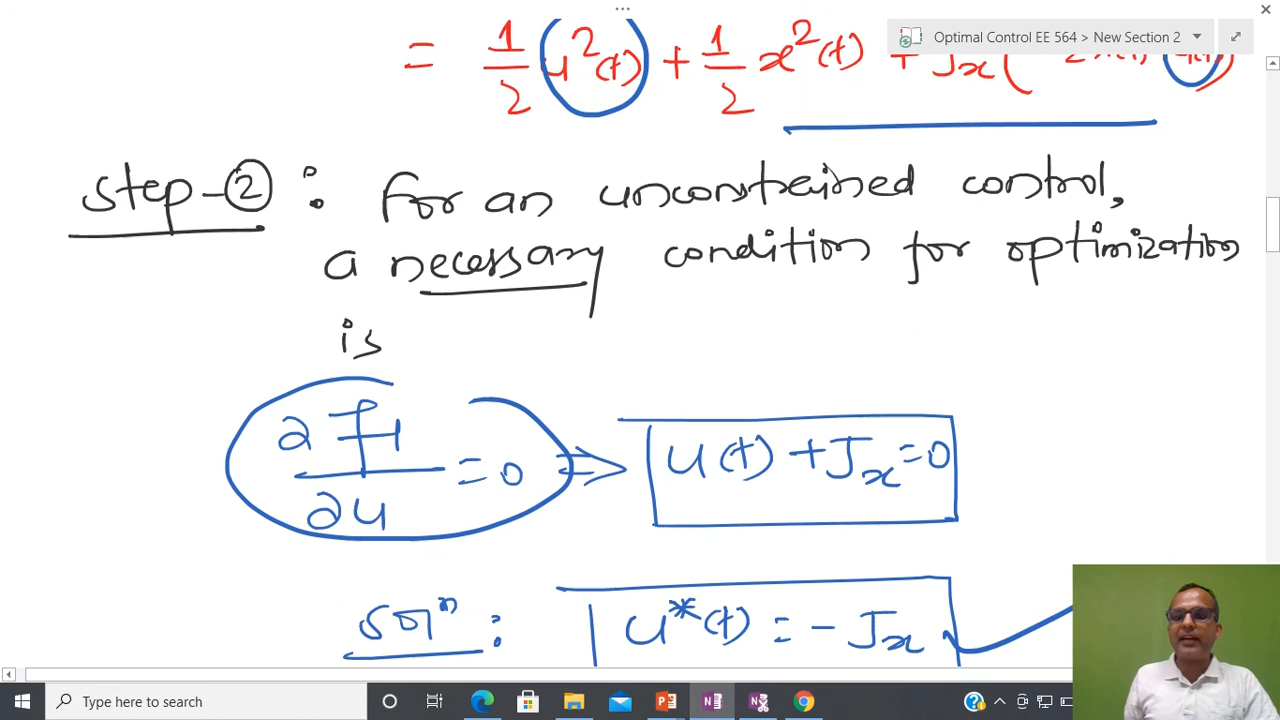 Optimal Control EE 564 > New Section 2
= 1/2 u²(t) + 1/2 x²(t) + Jx(
step-2 : For an unconstrained control,
a necessary condition for optimization
is
∂H/∂u = 0 ⇒ u(t) + Jx = 0
solⁿ : u*(t) = - Jx
Type here to search